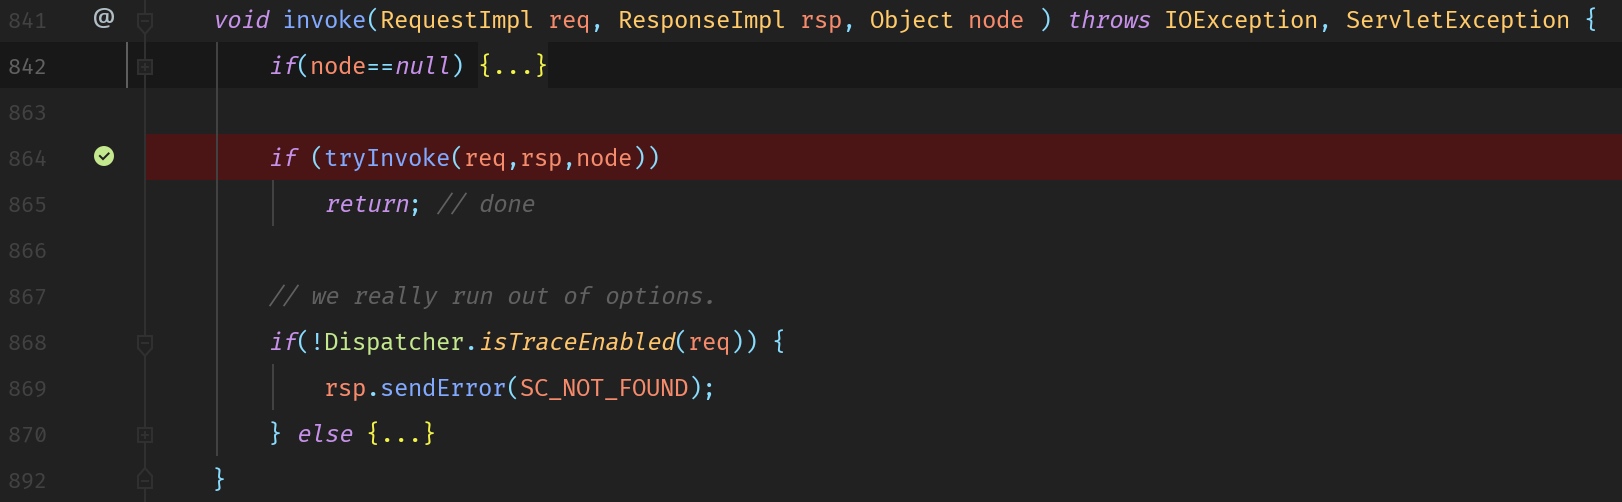 841 @ void invoke(RequestImpl req, ResponseImpl rsp, Object node ) throws IOException, ServletException {
842 if(node==null) {...}
863
864 if (tryInvoke(req,rsp,node))
865 return; // done
866
867 // we really run out of options.
868 if(!Dispatcher.isTraceEnabled(req)) {
869 rsp.sendError(SC_NOT_FOUND);
870 } else {...}
892 }